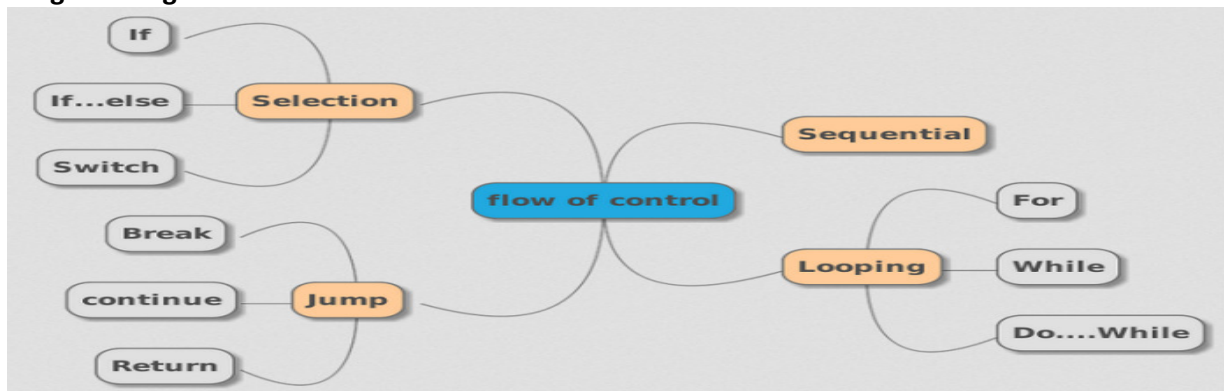 If
If...else
Selection
Switch
flow of control
Sequential
Looping
For
While
Do....While
Jump
Break
continue
Return